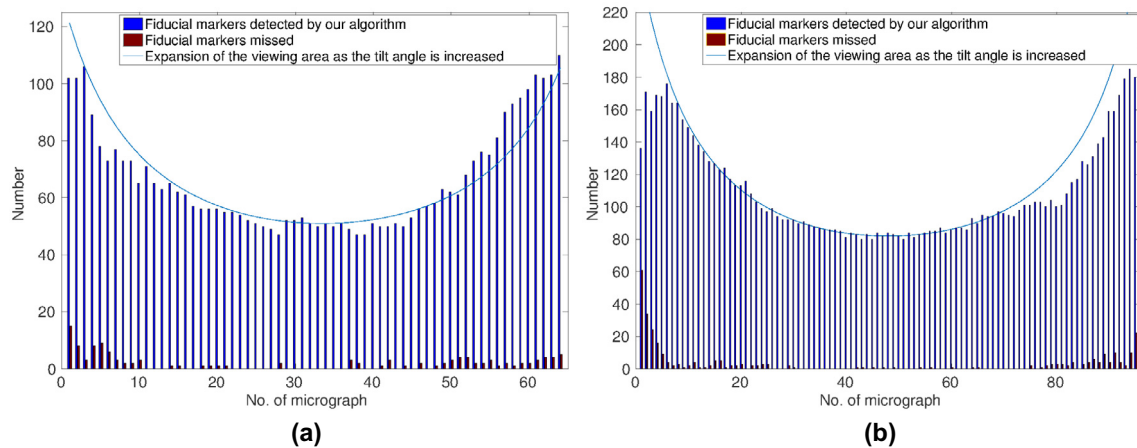 Fiducial markers detected by our algorithm
Fiducial markers missed
Expansion of the viewing area as the tilt angle is increased
120
100
80
60
40
20
0
Number
0 10 20 30 40 50 60
No. of micrograph
(a)
Fiducial markers detected by our algorithm
Fiducial markers missed
Expansion of the viewing area as the tilt angle is increased
220
200
180
160
140
120
100
80
60
40
20
0
Number
0 20 40 60 80
No. of micrograph
(b)